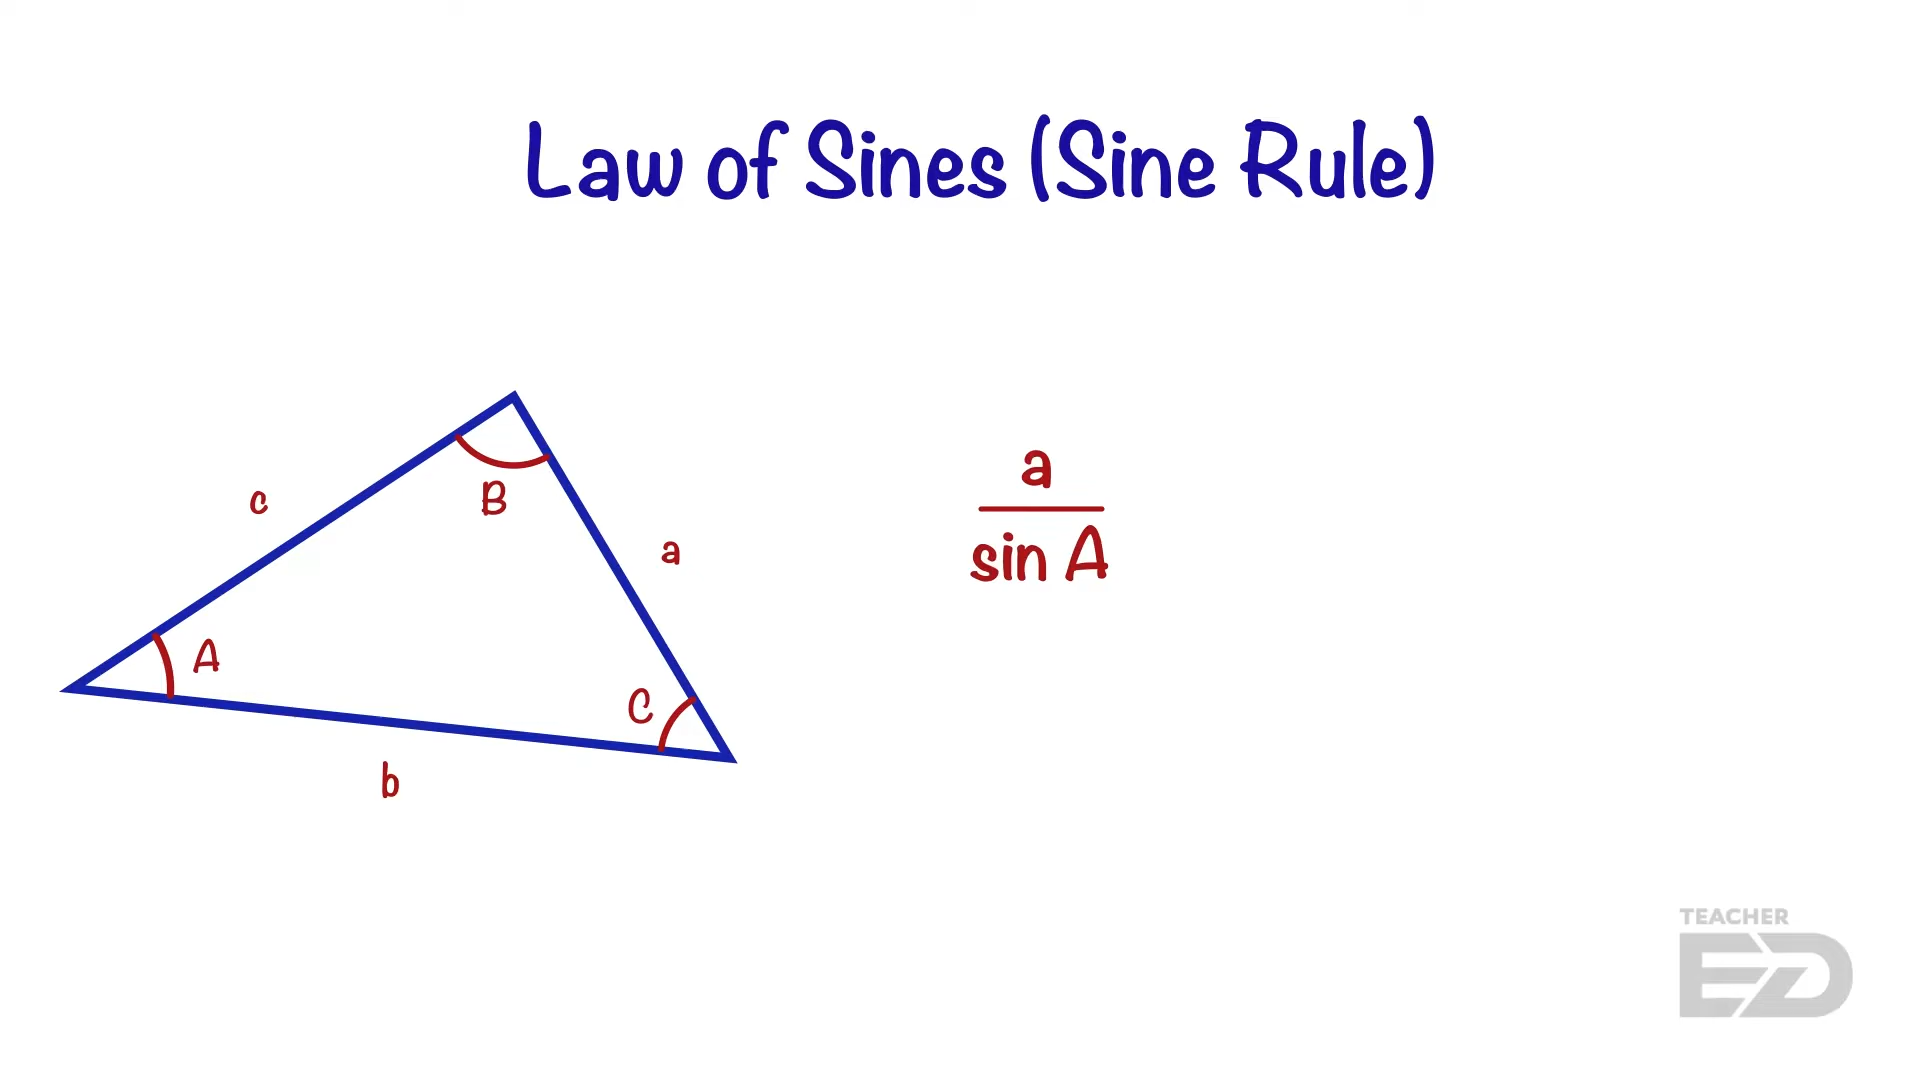 Law of Sines (Sine Rule)
c
B
a
A
C
b
a
sin A
TEACHER
ED